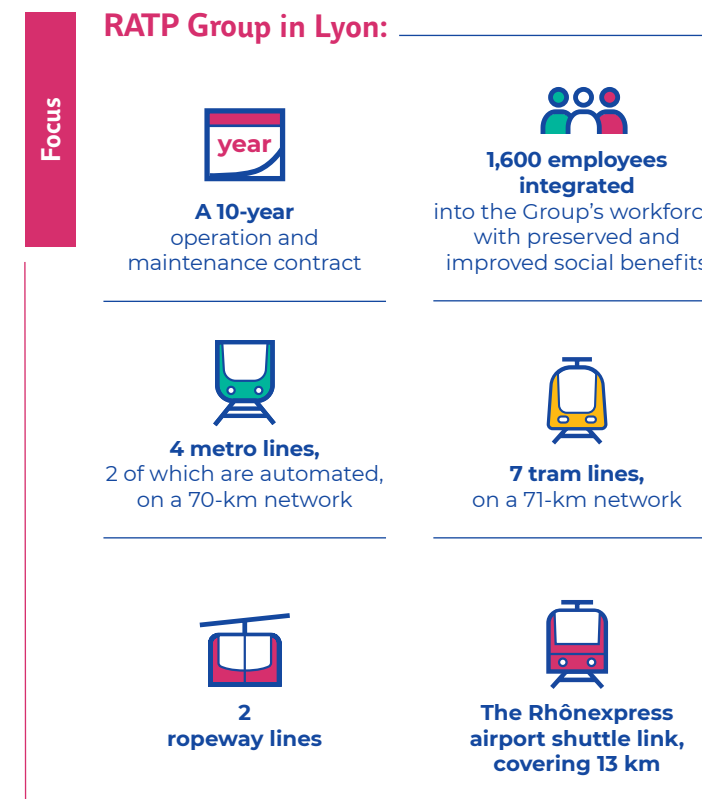 RATP Group in Lyon:
Focus
year
A 10-year
operation and
maintenance contract
1,600 employees
integrated
into the Group's workforc
with preserved and
improved social benefits
4 metro lines,
2 of which are automated,
on a 70-km network
7 tram lines,
on a 71-km network
2
ropeway lines
The Rhônexpress
airport shuttle link,
covering 13 km